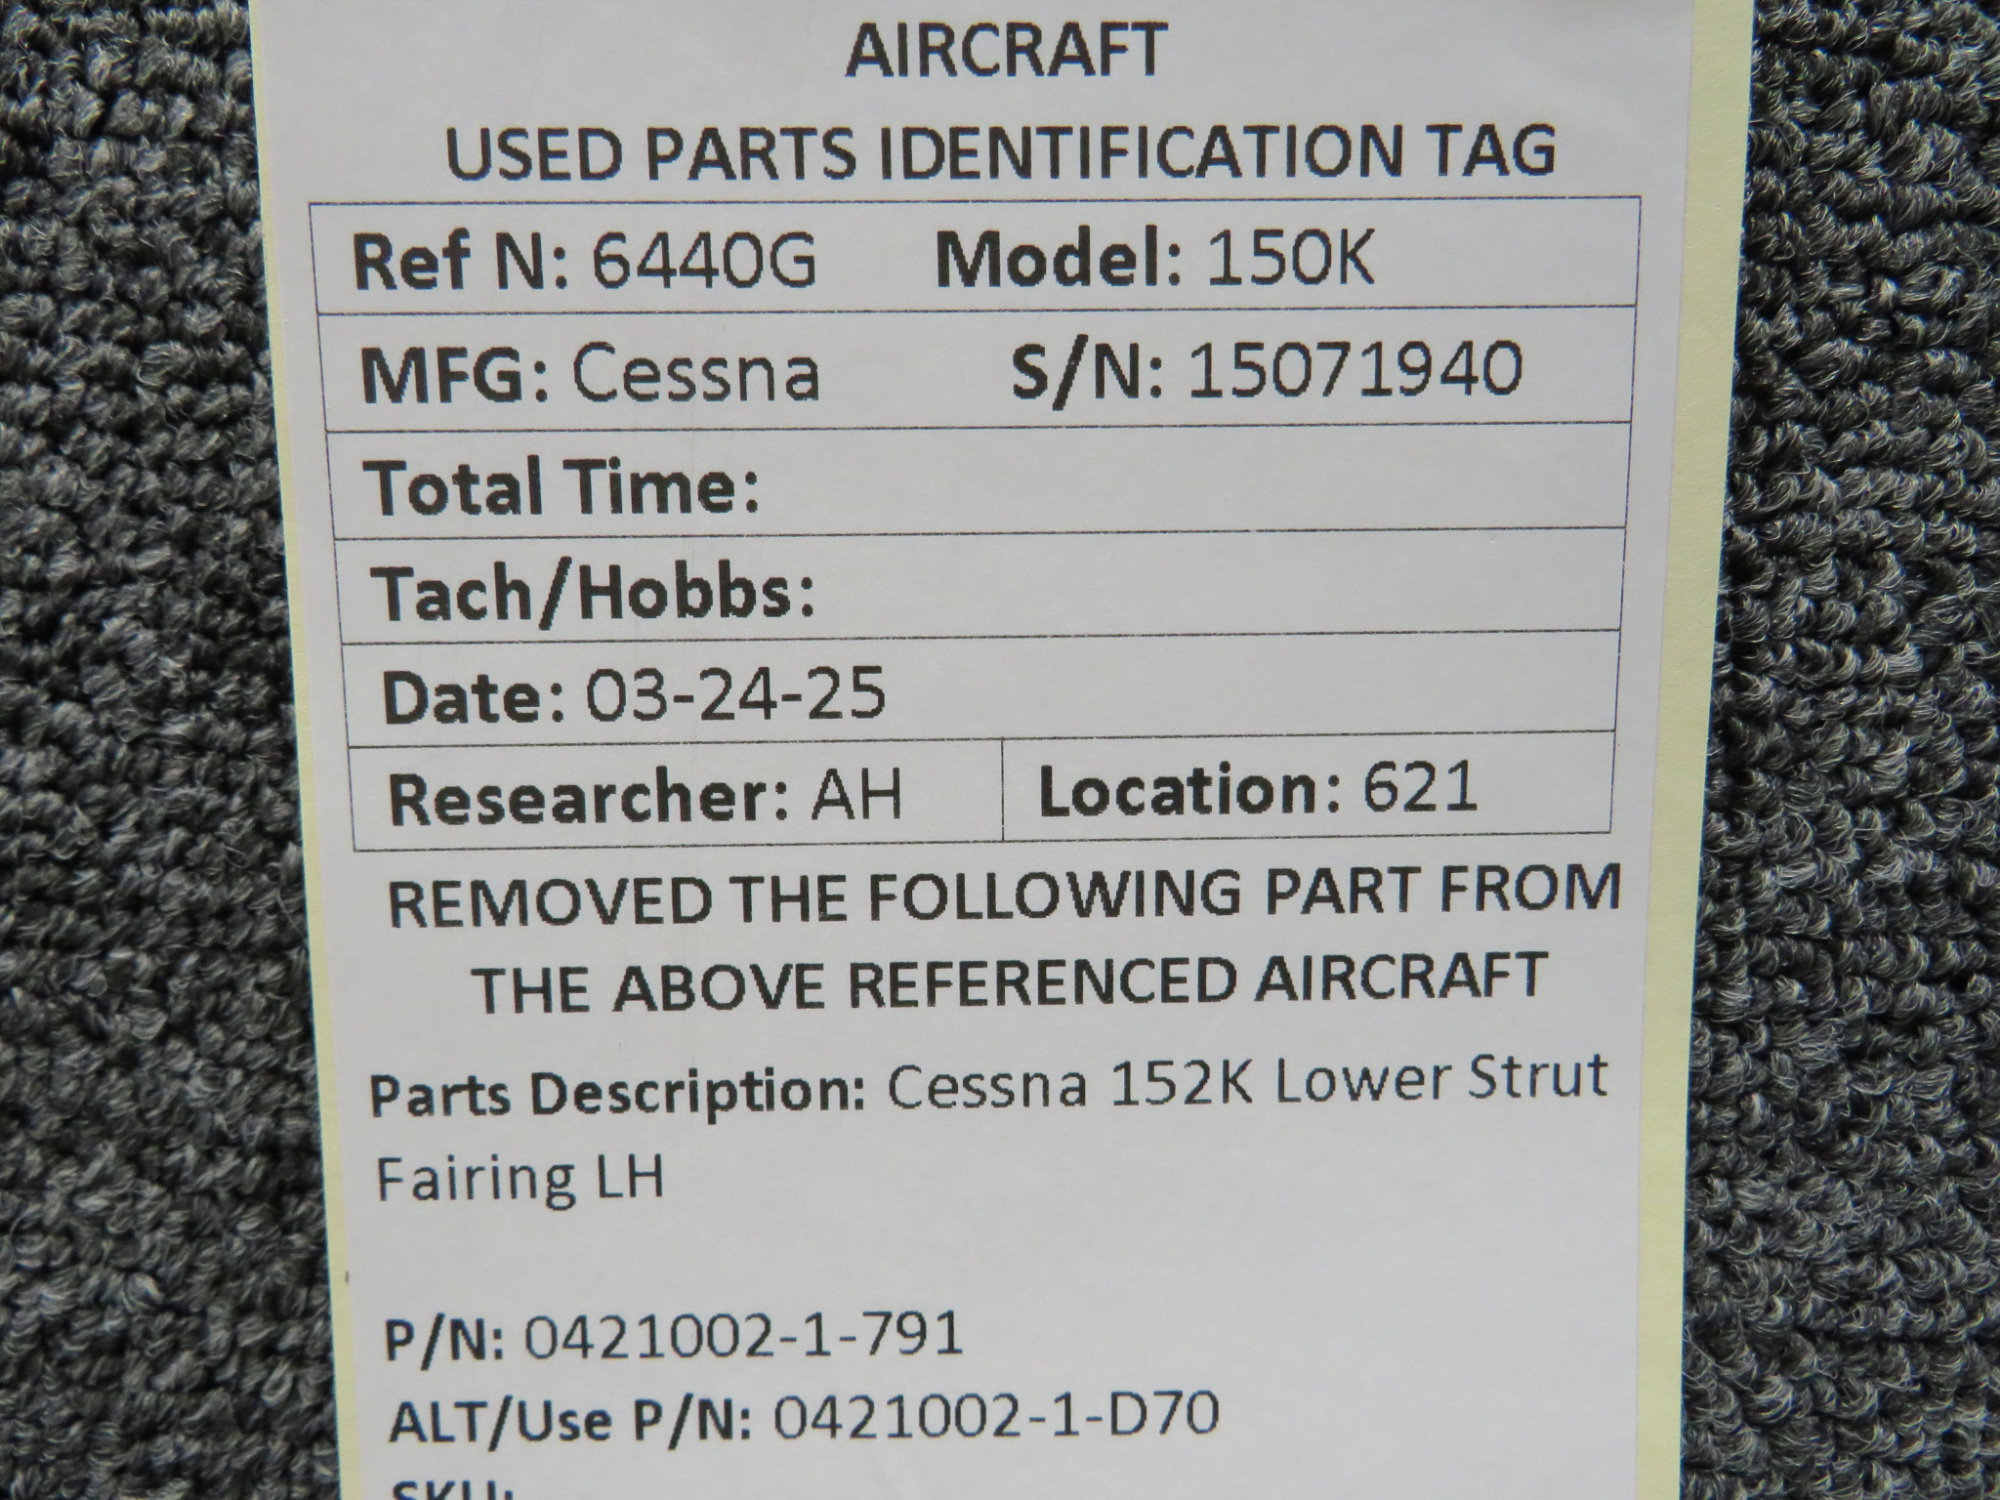 AIRCRAFT
USED PARTS IDENTIFICATION TAG
Ref N: 6440G Model: 150K
MFG: Cessna S/N: 15071940
Total Time:
Tach/Hobbs:
Date: 03-24-25
Researcher: AH Location: 621
REMOVED THE FOLLOWING PART FROM
THE ABOVE REFERENCED AIRCRAFT
Parts Description: Cessna 152K Lower Strut
Fairing LH
P/N: 0421002-1-791
ALT/Use P/N: 0421002-1-D70
SKU: